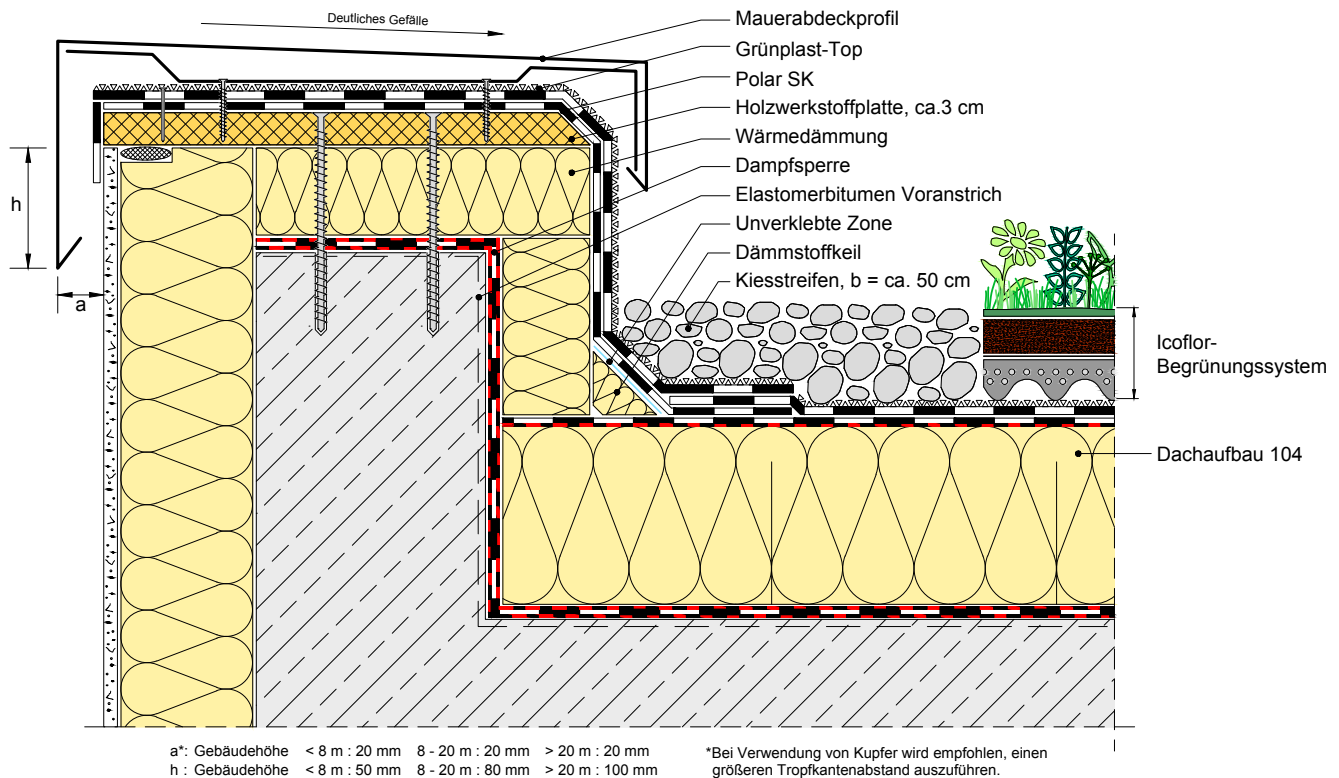 Deutliches Gefälle
Mauerabdeckprofil
Grünplast-Top
Polar SK
Holzwerkstoffplatte, ca.3 cm
Wärmedämmung
Dampfsperre
Elastomerbitumen Voranstrich
Unverklebte Zone
Dämmstoffkeil
Kiesstreifen, b = ca. 50 cm
h
a
Icoflor-
Begrünungssystem
Dachaufbau 104
a*: Gebäudehöhe < 8 m : 20 mm 8 - 20 m : 20 mm > 20 m : 20 mm
h : Gebäudehöhe < 8 m : 50 mm 8 - 20 m : 80 mm > 20 m : 100 mm
*Bei Verwendung von Kupfer wird empfohlen, einen
größeren Tropfkantenabstand auszuführen.